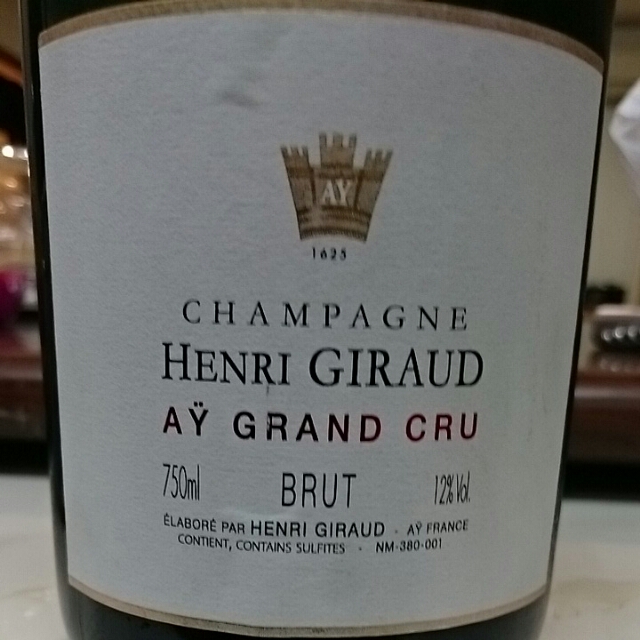 AŸ
1625
CHAMPAGNE
HENRI GIRAUD
AŸ GRAND CRU
750ml BRUT 12% Vol.
ÉLABORÉ PAR HENRI GIRAUD - AŸ FRANCE
CONTIENT, CONTAINS SULFITES - NM-380-001